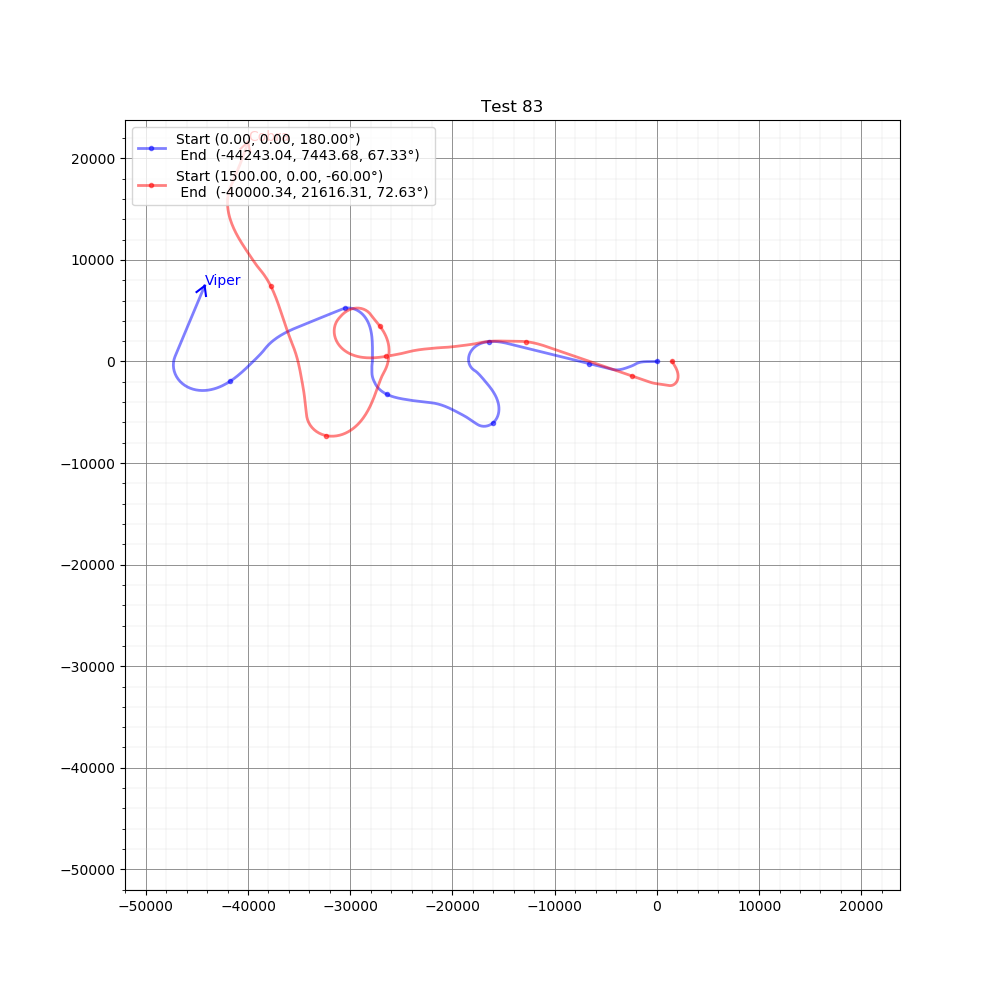 Test 83
Start (0.00, 0.00, 180.00°)
End  (-44243.04, 7443.68, 67.33°)
Start (1500.00, 0.00, -60.00°)
End  (-40000.34, 21616.31, 72.63°)
Viper
20000
10000
0
−10000
−20000
−30000
−40000
−50000
−50000 −40000 −30000 −20000 −10000 0 10000 20000